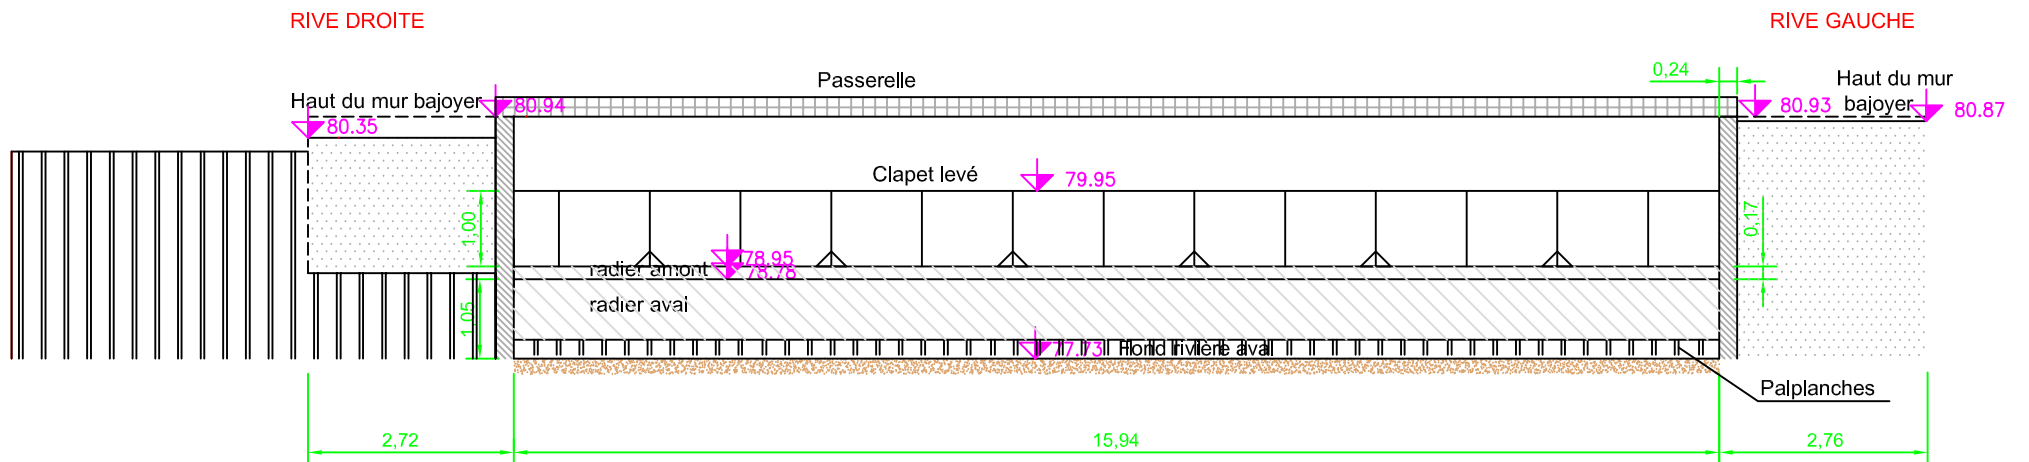 RIVE DROITE
RIVE GAUCHE
Passerelle
0,24
Haut du mur
bajoyer
Haut du mur bajoyer
80.94
80.93
80.87
80.35
Clapet levé
79.95
1,00
0,17
78.95
radier amont
78.78
radier aval
1,05
77.73
Fond rivière aval
Palplanches
2,72
15,94
2,76